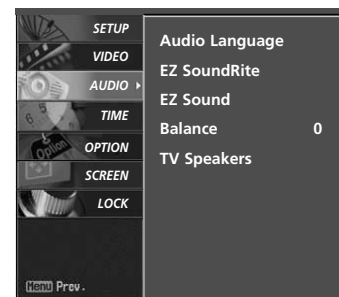 SETUP
VIDEO
AUDIO
TIME
OPTION
SCREEN
LOCK
Menu Prev.
Audio Language
EZ SoundRite
EZ Sound
Balance 0
TV Speakers